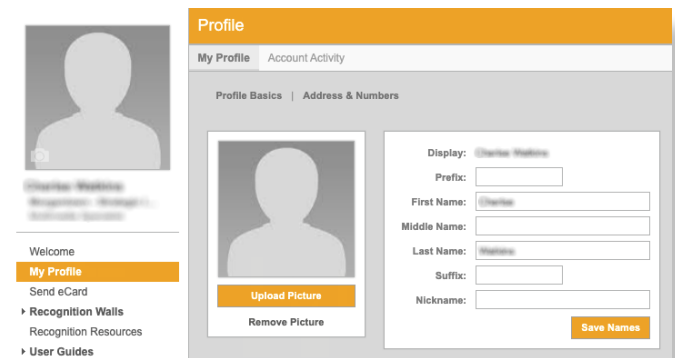 Profile
My Profile Account Activity
Profile Basics | Address & Numbers
Welcome
My Profile
Send eCard
Recognition Walls
Recognition Resources
User Guides
Upload Picture
Remove Picture
Display:
Prefix:
First Name:
Middle Name:
Last Name:
Suffix:
Nickname:
Save Names